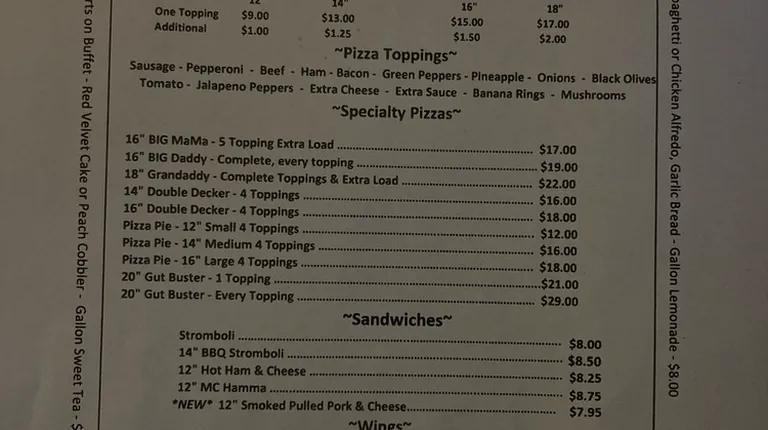 12" 14" 16" 18"
One Topping $9.00 $13.00 $15.00 $17.00
Additional $1.00 $1.25 $1.50 $2.00
~Pizza Toppings~
Sausage - Pepperoni - Beef - Ham - Bacon - Green Peppers - Pineapple - Onions - Black Olives
Tomato - Jalapeno Peppers - Extra Cheese - Extra Sauce - Banana Rings - Mushrooms
~Specialty Pizzas~
16" BIG MaMa - 5 Topping Extra Load ........ $17.00
16" BIG Daddy - Complete, every topping ........ $19.00
18" Grandaddy - Complete Toppings & Extra Load ........ $22.00
14" Double Decker - 4 Toppings ........ $16.00
16" Double Decker - 4 Toppings ........ $18.00
Pizza Pie - 12" Small 4 Toppings ........ $12.00
Pizza Pie - 14" Medium 4 Toppings ........ $16.00
Pizza Pie - 16" Large 4 Toppings ........ $18.00
20" Gut Buster - 1 Topping ........ $21.00
20" Gut Buster - Every Topping ........ $29.00
~Sandwiches~
Stromboli ........ $8.00
14" BBQ Stromboli ........ $8.50
12" Hot Ham & Cheese ........ $8.25
12" MC Hamma ........ $8.75
*NEW* 12" Smoked Pulled Pork & Cheese........ $7.95
~Wings~
rts on Buffet - Red Velvet Cake or Peach Cobbler - Gallon Sweet Tea - $
paghetti or Chicken Alfredo, Garlic Bread - Gallon Lemonade - $8.00